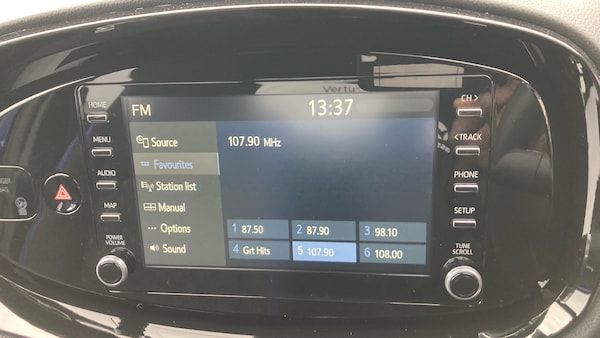 Vertu
HOME
FM
13:37
CH >
MENU
Source
107.90 MHz
< TRACK
Favourites
AUDIO
Station list
PHONE
MAP
Manual
SETUP
Options
1 87.50
2 87.90
3 98.10
POWER
VOLUME
Sound
4 Grt Hits
5 107.90
6 108.00
TUNE
SCROLL